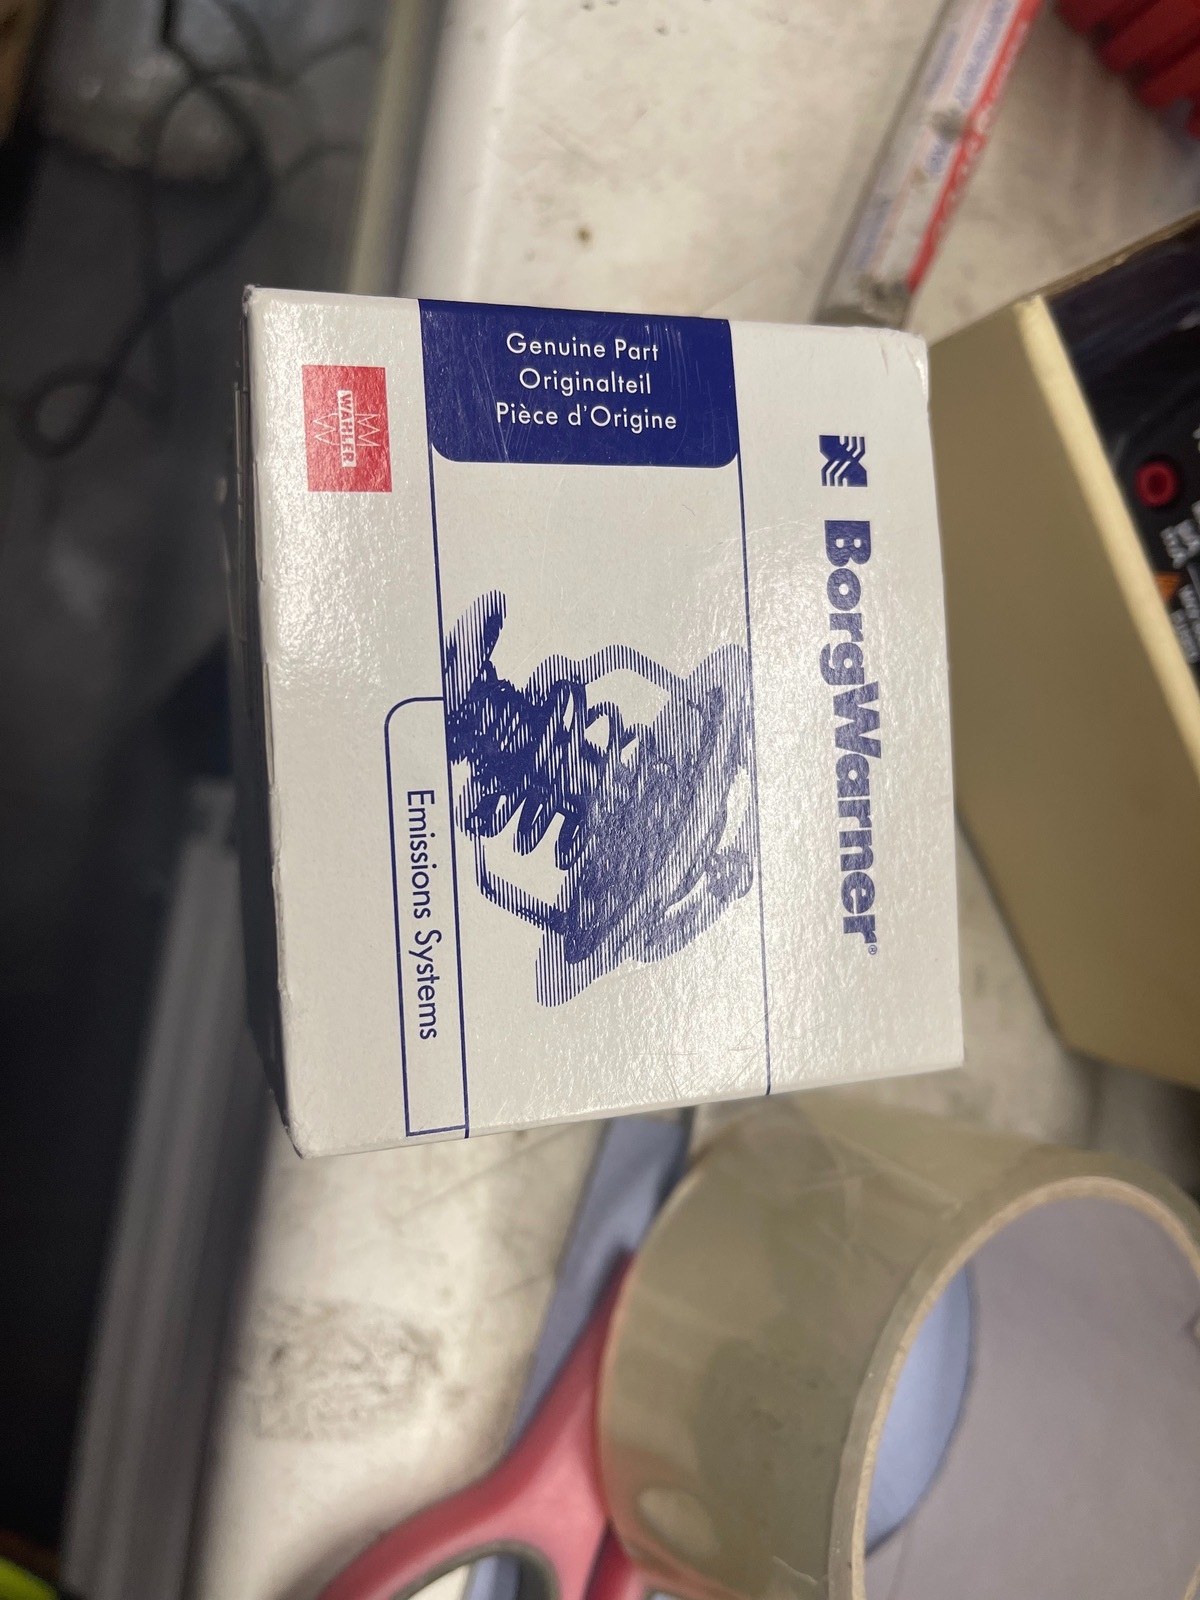 Genuine Part
Originalteil
Pièce d'Origine
BorgWarner®
WAHLER
Emissions Systems